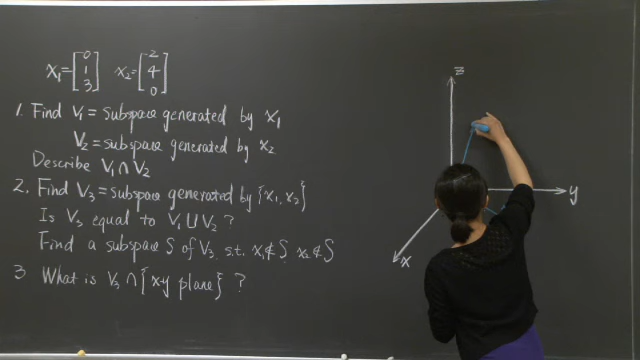 x₁ = [0 1 3] x₂ = [-2 4 0]
1. Find V₁ = subspace generated by x₁
V₂ = subspace generated by x₂
Describe V₁ ∩ V₂
2. Find V₃ = subspace generated by {x₁, x₂}
Is V₃ equal to V₁ ∪ V₂ ?
Find a subspace S of V₃ s.t. x₁ ∉ S, x₂ ∉ S
3 What is V₃ ∩ {xy plane} ?
z
y
x